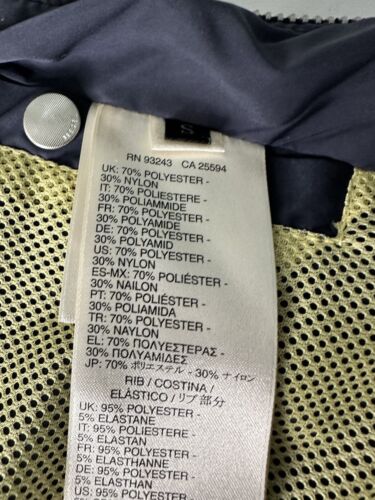 S
RN 93243 CA 25594
UK: 70% POLYESTER -
30% NYLON
IT: 70% POLIESTERE -
30% POLIAMMIDE
FR: 70% POLYESTER -
30% POLYAMIDE
DE: 70% POLYESTER -
30% POLYAMID
US: 70% POLYESTER -
30% NYLON
ES-MX: 70% POLIÉSTER -
30% NAILON
PT: 70% POLIÉSTER -
30% POLIAMIDA
TR: 70% POLYESTER -
30% NAYLON
EL: 70% ΠΟΛΥΕΣΤΕΡΑΣ -
30% ΠΟΛΥΑΜΙΔΕΣ
JP: 70% ポリエステル - 30% ナイロン
RIB / COSTINA /
ELÁSTICO / リブ部分
UK: 95% POLYESTER -
5% ELASTANE
IT: 95% POLIESTERE -
5% ELASTAN
FR: 95% POLYESTER -
5% ELASTHANNE
DE: 95% POLYESTER -
5% ELASTHAN
US: 95% POLYESTER -